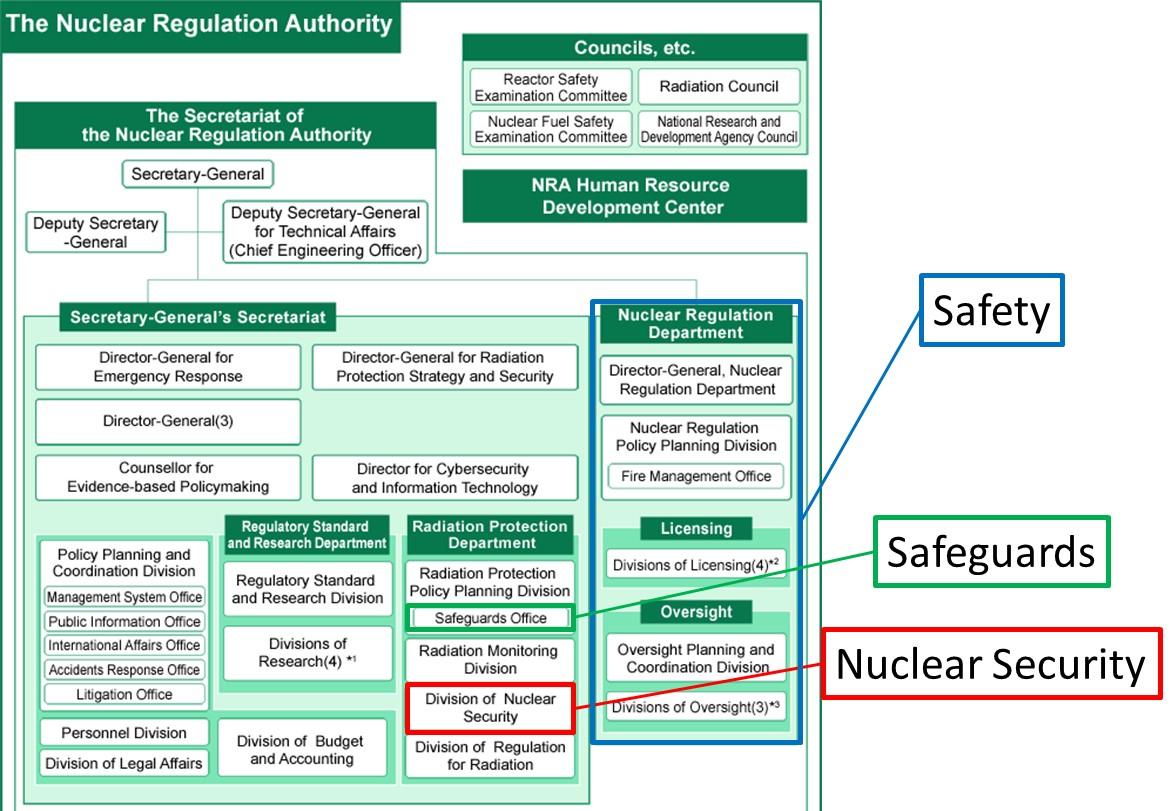 The Nuclear Regulation Authority
Councils, etc.
Reactor Safety
Examination Committee
Radiation Council
Nuclear Fuel Safety
Examination Committee
National Research and
Development Agency Council
The Secretariat of
the Nuclear Regulation Authority
Secretary-General
Deputy Secretary
-General
Deputy Secretary-General
for Technical Affairs
(Chief Engineering Officer)
NRA Human Resource
Development Center
Secretary-General's Secretariat
Director-General for
Emergency Response
Director-General for Radiation
Protection Strategy and Security
Director-General(3)
Counsellor for
Evidence-based Policymaking
Director for Cybersecurity
and Information Technology
Policy Planning and
Coordination Division
Management System Office
Public Information Office
International Affairs Office
Accidents Response Office
Litigation Office
Personnel Division
Division of Legal Affairs
Regulatory Standard
and Research Department
Regulatory Standard
and Research Division
Divisions of
Research(4) *1
Division of Budget
and Accounting
Radiation Protection
Department
Radiation Protection
Policy Planning Division
Safeguards Office
Radiation Monitoring
Division
Division of Nuclear
Security
Division of Regulation
for Radiation
Nuclear Regulation
Department
Director-General, Nuclear
Regulation Department
Nuclear Regulation
Policy Planning Division
Fire Management Office
Licensing
Divisions of Licensing(4)*2
Oversight
Oversight Planning and
Coordination Division
Divisions of Oversight(3)*3
Safety
Safeguards
Nuclear Security